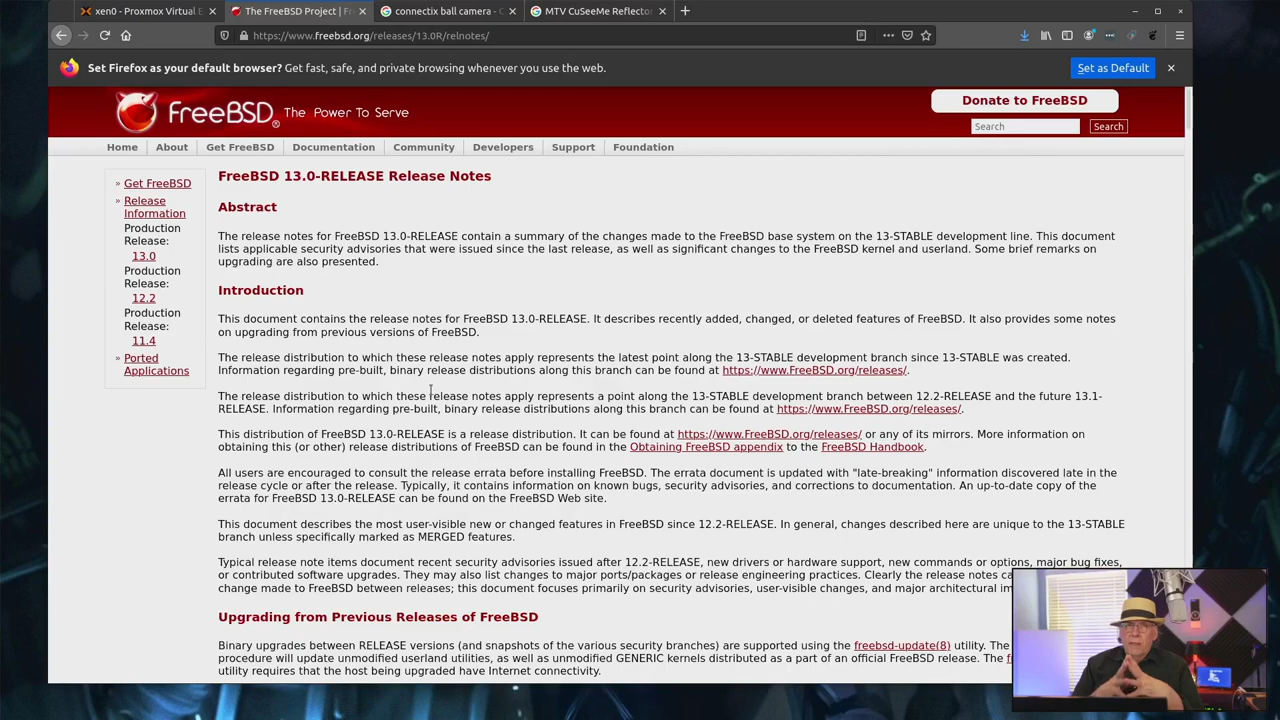 xen0 - Proxmox Virtual E
The FreeBSD Project | Fr
connectix ball camera - G
MTV CuSeeMe Reflector
https://www.freebsd.org/releases/13.0R/relnotes/
Set Firefox as your default browser? Get fast, safe, and private browsing whenever you use the web.
Set as Default
FreeBSD® The Power To Serve
Donate to FreeBSD
Search
Search
Home
About
Get FreeBSD
Documentation
Community
Developers
Support
Foundation
» Get FreeBSD
» Release
Information
Production
Release:
13.0
Production
Release:
12.2
Production
Release:
11.4
» Ported
Applications
FreeBSD 13.0-RELEASE Release Notes
Abstract
The release notes for FreeBSD 13.0-RELEASE contain a summary of the changes made to the FreeBSD base system on the 13-STABLE development line. This document
lists applicable security advisories that were issued since the last release, as well as significant changes to the FreeBSD kernel and userland. Some brief remarks on
upgrading are also presented.
Introduction
This document contains the release notes for FreeBSD 13.0-RELEASE. It describes recently added, changed, or deleted features of FreeBSD. It also provides some notes
on upgrading from previous versions of FreeBSD.
The release distribution to which these release notes apply represents the latest point along the 13-STABLE development branch since 13-STABLE was created.
Information regarding pre-built, binary release distributions along this branch can be found at https://www.FreeBSD.org/releases/.
The release distribution to which these release notes apply represents a point along the 13-STABLE development branch between 12.2-RELEASE and the future 13.1-
RELEASE. Information regarding pre-built, binary release distributions along this branch can be found at https://www.FreeBSD.org/releases/.
This distribution of FreeBSD 13.0-RELEASE is a release distribution. It can be found at https://www.FreeBSD.org/releases/ or any of its mirrors. More information on
obtaining this (or other) release distributions of FreeBSD can be found in the Obtaining FreeBSD appendix to the FreeBSD Handbook.
All users are encouraged to consult the release errata before installing FreeBSD. The errata document is updated with "late-breaking" information discovered late in the
release cycle or after the release. Typically, it contains information on known bugs, security advisories, and corrections to documentation. An up-to-date copy of the
errata for FreeBSD 13.0-RELEASE can be found on the FreeBSD Web site.
This document describes the most user-visible new or changed features in FreeBSD since 12.2-RELEASE. In general, changes described here are unique to the 13-STABLE
branch unless specifically marked as MERGED features.
Typical release note items document recent security advisories issued after 12.2-RELEASE, new drivers or hardware support, new commands or options, major bug fixes,
or contributed software upgrades. They may also list changes to major ports/packages or release engineering practices. Clearly the release notes ca
change made to FreeBSD between releases; this document focuses primarily on security advisories, user-visible changes, and major architectural im
Upgrading from Previous Releases of FreeBSD
Binary upgrades between RELEASE versions (and snapshots of the various security branches) are supported using the freebsd-update(8) utility. The
procedure will update unmodified userland utilities, as well as unmodified GENERIC kernels distributed as a part of an official FreeBSD release. The f
utility requires that the host being upgraded have Internet connectivity.